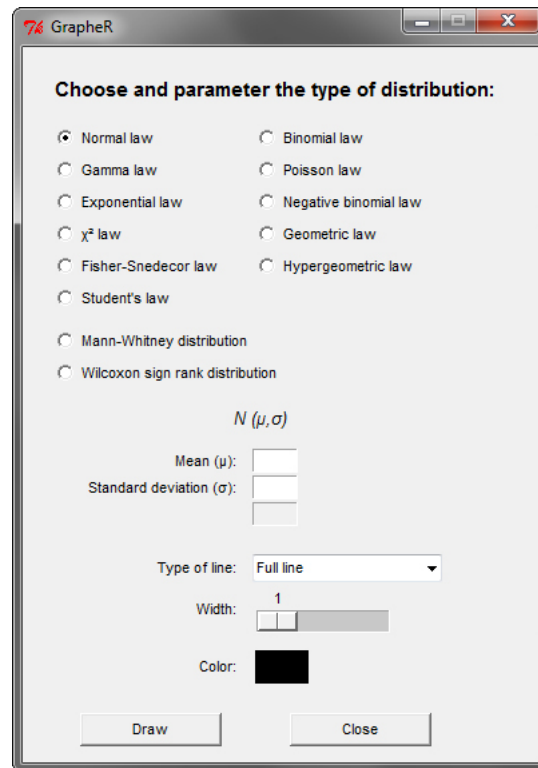 GrapheR
Choose and parameter the type of distribution:
Normal law
Binomial law
Gamma law
Poisson law
Exponential law
Negative binomial law
χ² law
Geometric law
Fisher-Snedecor law
Hypergeometric law
Student's law
Mann-Whitney distribution
Wilcoxon sign rank distribution
N (μ,σ)
Mean (μ):
Standard deviation (σ):
Type of line: Full line
1
Width:
Color:
Draw
Close